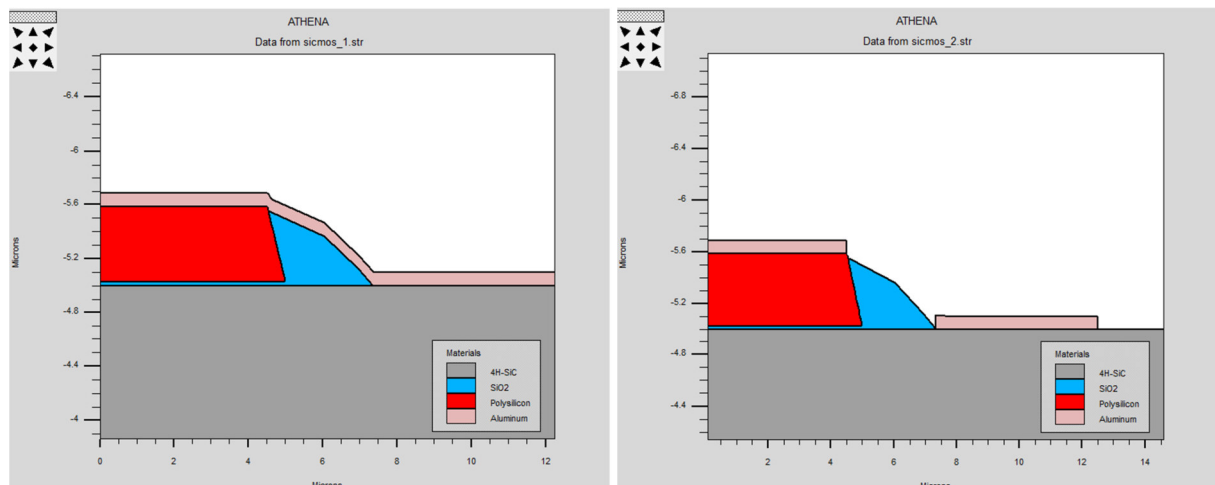 ATHENA
Data from sicmos_1.str
-6.4
-6
-5.6
-5.2
-4.8
-4.4
-4
Microns
Materials
4H-SiC
SiO2
Polysilicon
Aluminum
0 2 4 6 8 10 12
Microns
ATHENA
Data from sicmos_2.str
-6.8
-6.4
-6
-5.6
-5.2
-4.8
-4.4
Microns
Materials
4H-SiC
SiO2
Polysilicon
Aluminum
2 4 6 8 10 12 14
Microns